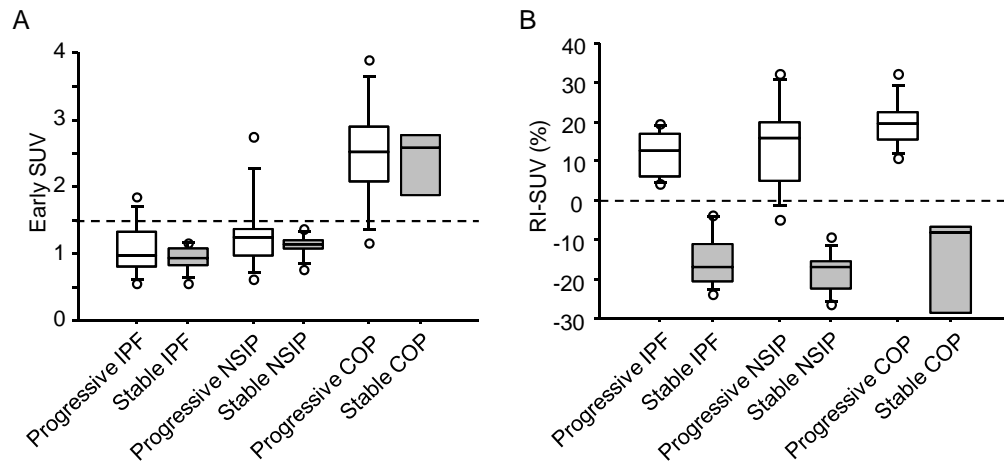 A
Early SUV
4
3
2
1
0
Progressive IPF
Stable IPF
Progressive NSIP
Stable NSIP
Progressive COP
Stable COP
B
RI-SUV (%)
40
30
20
10
0
-10
-20
-30
Progressive IPF
Stable IPF
Progressive NSIP
Stable NSIP
Progressive COP
Stable COP